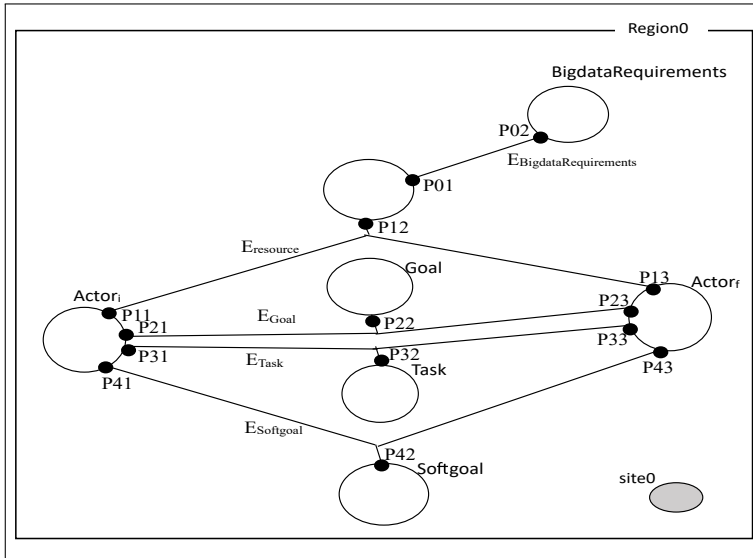 Region0
BigdataRequirements
P02
EBigdataRequirements
P01
P12
Eresource
Goal
P13
Actori
Actorf
P11
EGoal
P23
P21
P22
P31
P33
ETask
P32
Task
P41
P43
ESoftgoal
P42
Softgoal
site0